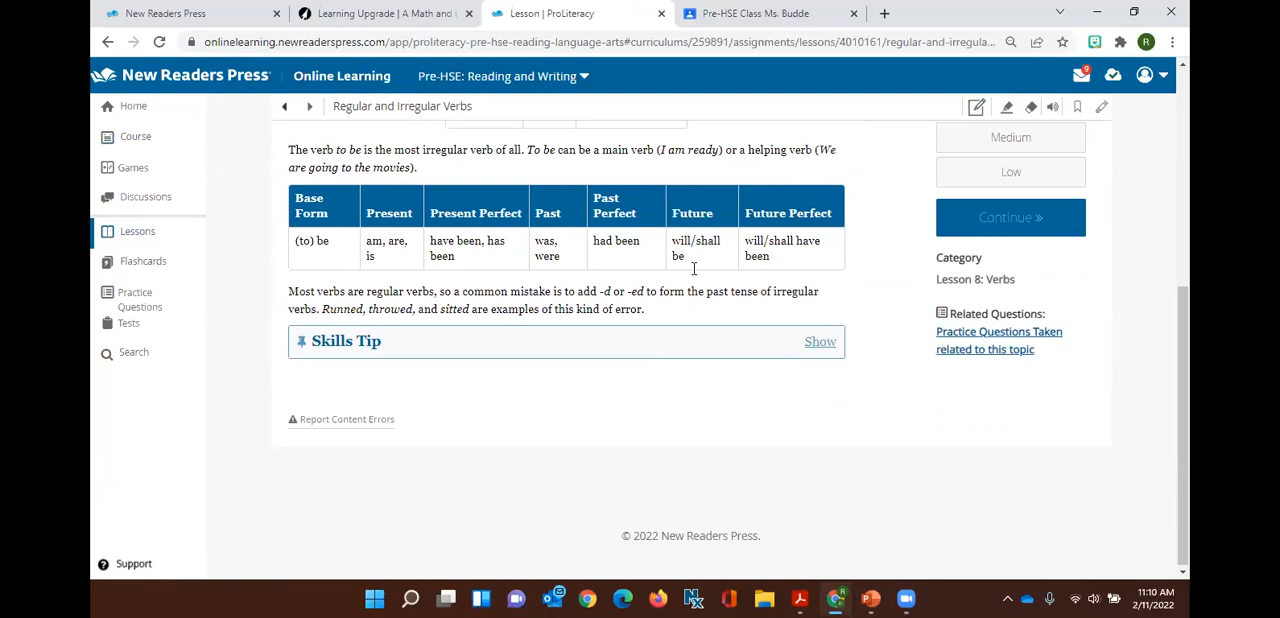 New Readers Press
Learning Upgrade | A Math and
Lesson | ProLiteracy
Pre-HSE Class Ms. Budde
onlinelearning.newreaderspress.com/app/proliteracy-pre-hse-reading-language-arts#curriculums/259891/assignments/lessons/4010161/regular-and-irregula...
R
New Readers Press
Online Learning
Pre-HSE: Reading and Writing
9
Home
Course
Games
Discussions
Lessons
Flashcards
Practice
Questions
Tests
Search
Support
Regular and Irregular Verbs
The verb to be is the most irregular verb of all. To be can be a main verb (I am ready) or a helping verb (We
are going to the movies).
Base
Form
Present
Present Perfect
Past
Past
Perfect
Future
Future Perfect
(to) be
am, are,
is
have been, has
been
was,
were
had been
will/shall
be
will/shall have
been
Most verbs are regular verbs, so a common mistake is to add -d or -ed to form the past tense of irregular
verbs. Runned, throwed, and sitted are examples of this kind of error.
Skills Tip
Show
Report Content Errors
Medium
Low
Continue »
Category
Lesson 8: Verbs
Related Questions:
Practice Questions Taken
related to this topic
© 2022 New Readers Press.
11:10 AM
2/11/2022